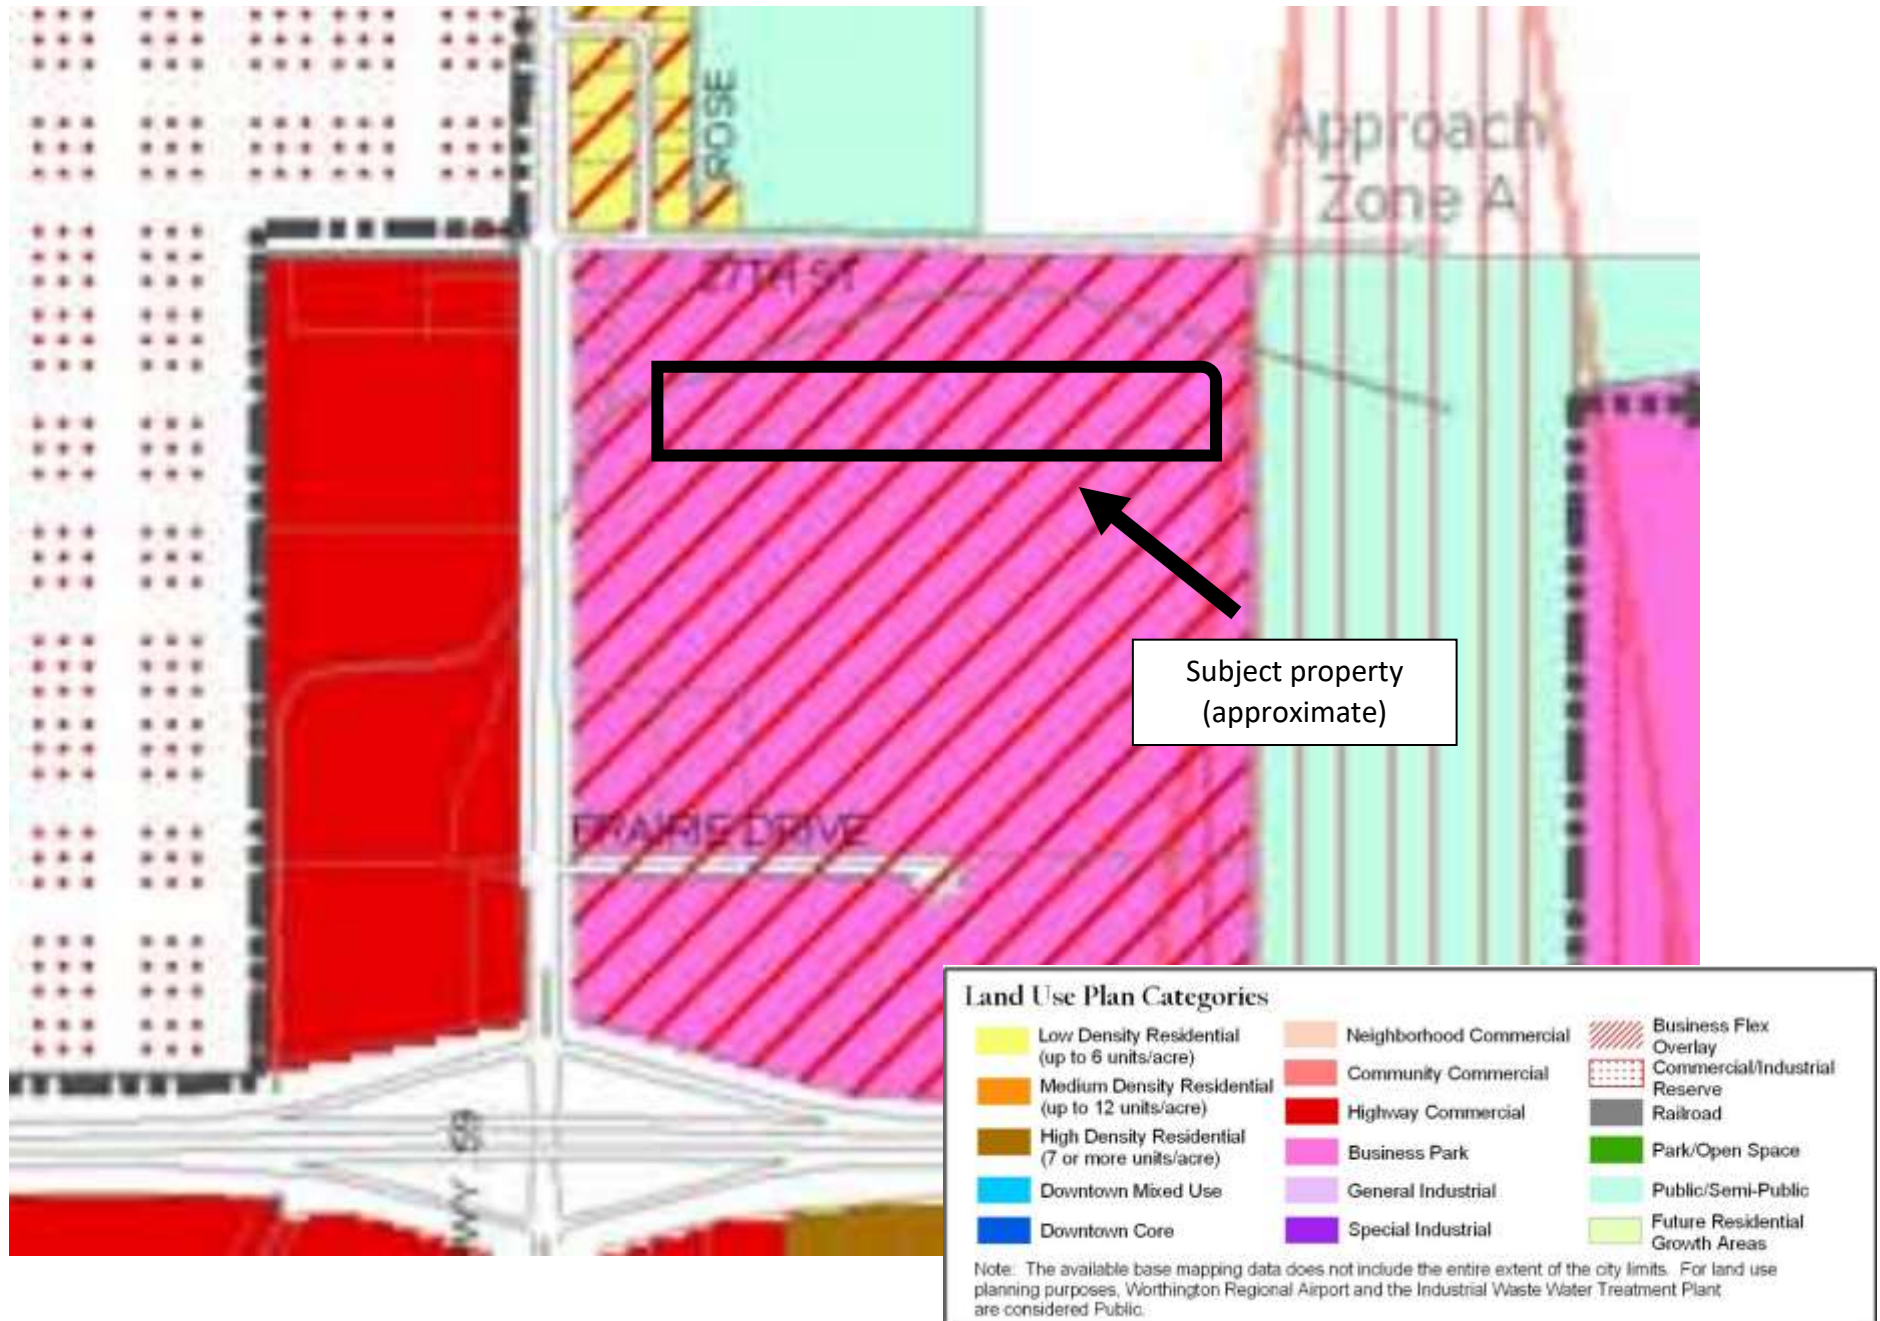 ROSE
Approach
Zone A
27TH ST
Subject property
(approximate)
PRAIRIE DRIVE
HWY 59
Land Use Plan Categories
Low Density Residential
(up to 6 units/acre)
Medium Density Residential
(up to 12 units/acre)
High Density Residential
(7 or more units/acre)
Downtown Mixed Use
Downtown Core
Neighborhood Commercial
Community Commercial
Highway Commercial
Business Park
General Industrial
Special Industrial
Business Flex
Overlay
Commercial/Industrial
Reserve
Railroad
Park/Open Space
Public/Semi-Public
Future Residential
Growth Areas
Note: The available base mapping data does not include the entire extent of the city limits. For land use
planning purposes, Worthington Regional Airport and the Industrial Waste Water Treatment Plant
are considered Public.